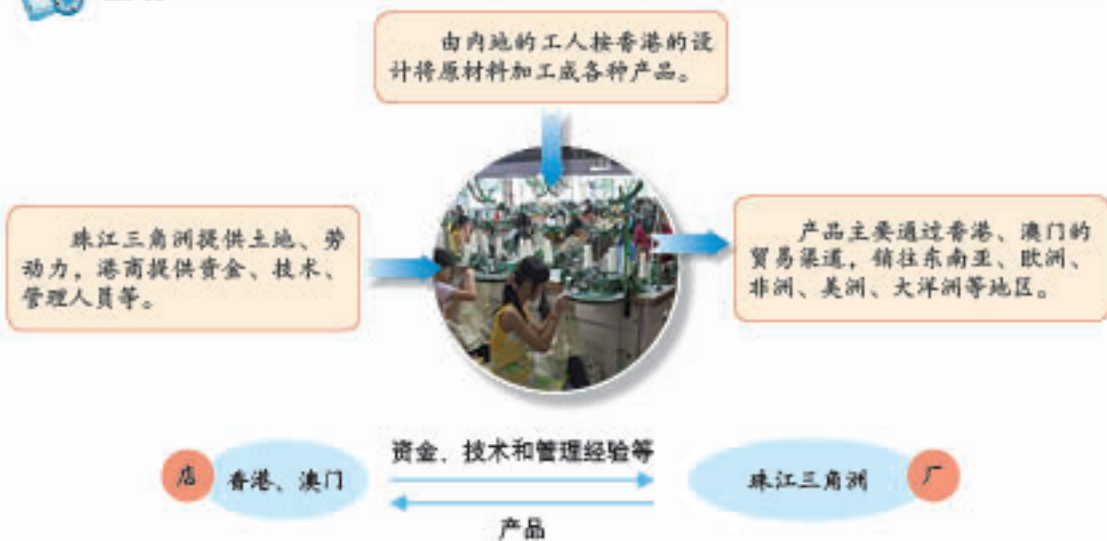 由内地的工人按香港的设
计将原材料加工成各种产品。
珠江三角洲提供土地、劳
动力，港商提供资金、技术、
管理人员等。
产品主要通过香港、澳门的
贸易渠道，销往东南亚、欧洲、
非洲、美洲、大洋洲等地区。
资金、技术和管理经验等
店 香港、澳门
珠江三角洲 厂
产品